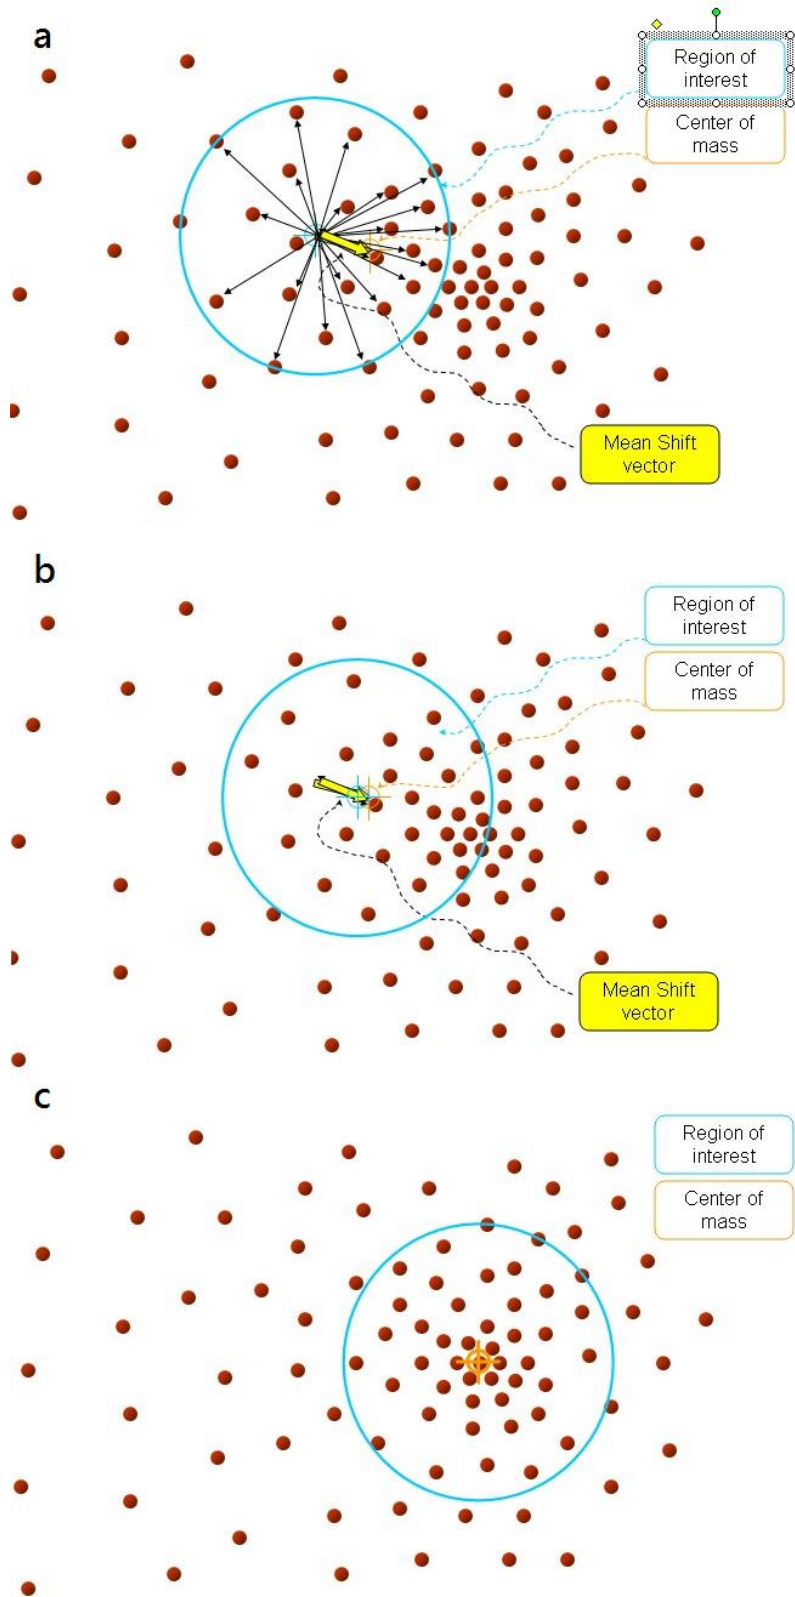 a
Region of
interest
Center of
mass
Mean Shift
vector
b
Region of
interest
Center of
mass
Mean Shift
vector
c
Region of
interest
Center of
mass